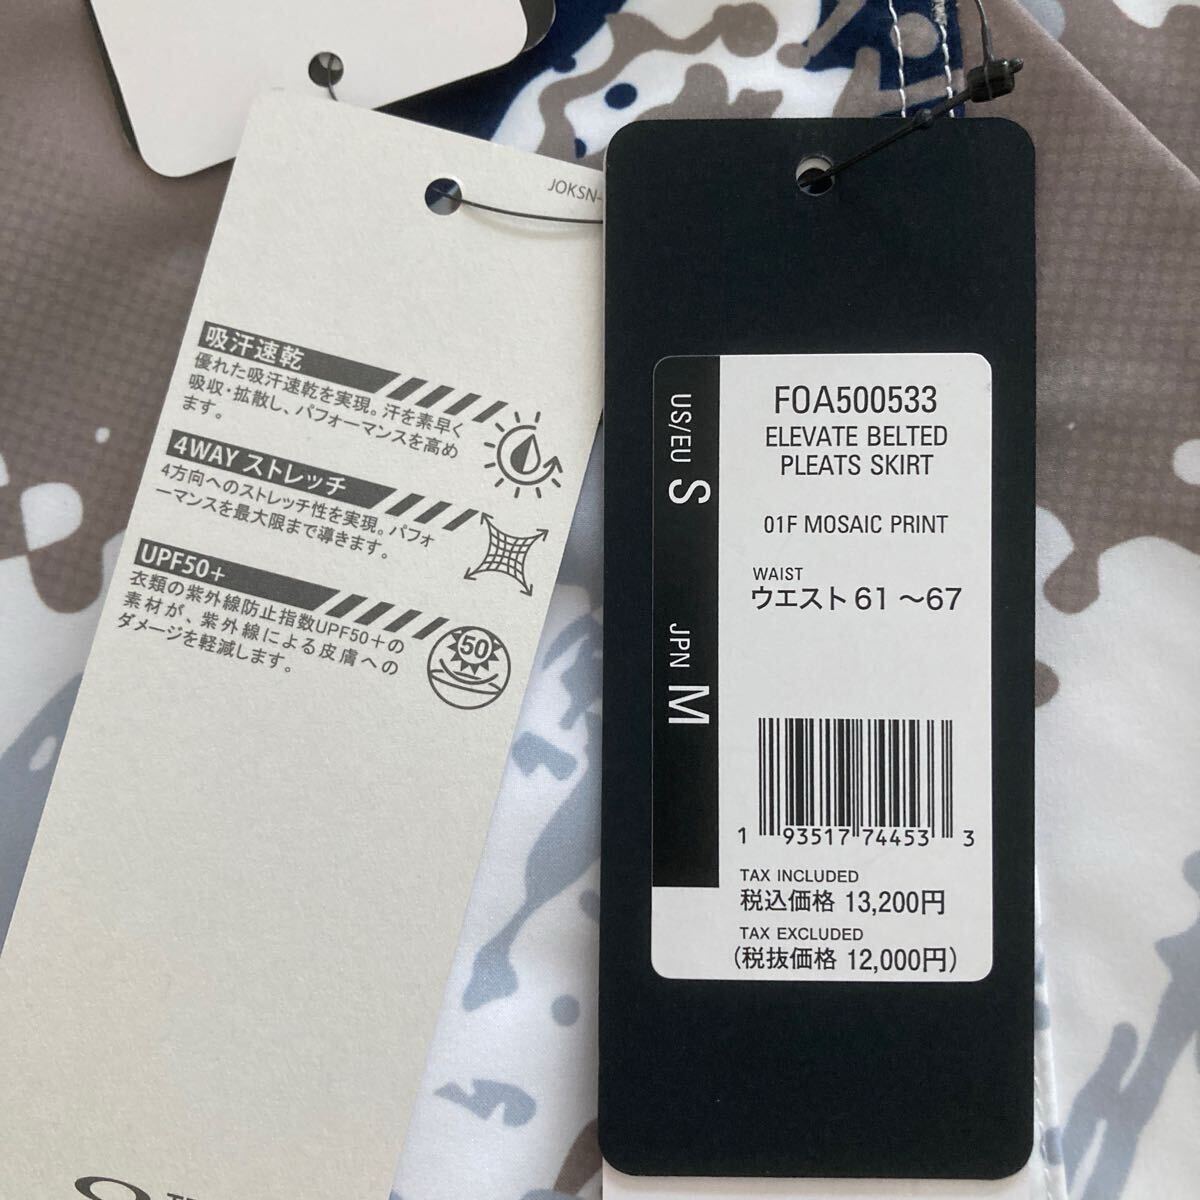 JOKSN-
吸汗速乾
優れた吸汗速乾を実現。汗を素早く
吸収・拡散し、パフォーマンスを高め
ます。
4WAY ストレッチ
4方向へのストレッチ性を実現。パフォ
ーマンスを最大限まで導きます。
UPF50+
衣類の紫外線防止指数UPF50+の
素材が、紫外線による皮膚への
ダメージを軽減します。
50
US/EU S
JPN M
FOA500533
ELEVATE BELTED
PLEATS SKIRT
01F MOSAIC PRINT
WAIST
ウエスト 61 ～67
1 93517 74453 3
TAX INCLUDED
税込価格 13,200円
TAX EXCLUDED
(税抜価格 12,000円)